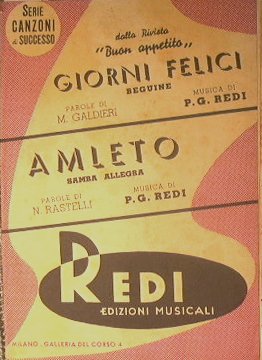 SERIE
CANZONI
di SUCCESSO
dalla Rivista
"Buon appetito„
GIORNI FELICI
BEGUINE
PAROLE DI
M. GALDIERI
MUSICA DI
P. G. REDI
AMLETO
SAMBA ALLEGRA
PAROLE DI
N. RASTELLI
MUSICA DI
P. G. REDI
REDI
EDIZIONI MUSICALI
MILANO - GALLERIA DEL CORSO 4